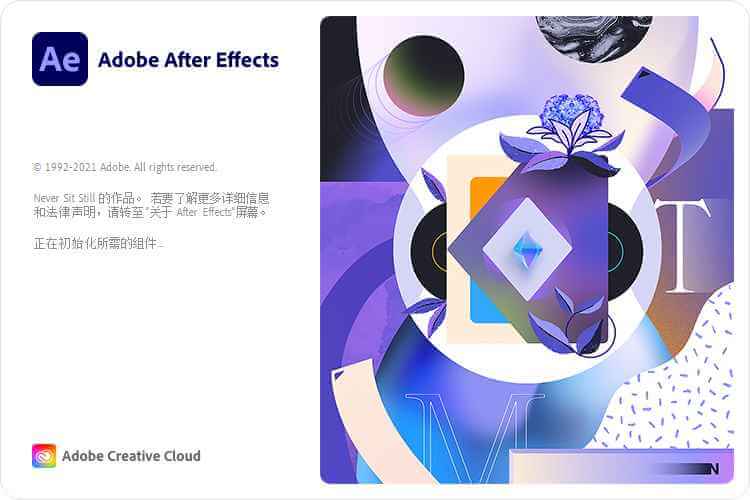 Ae Adobe After Effects
© 1992-2021 Adobe. All rights reserved.
Never Sit Still 的作品。 若要了解更多详细信息
和法律声明，请转至“关于 After Effects”屏幕。
正在初始化所需的组件...
T
M
N
Adobe Creative Cloud